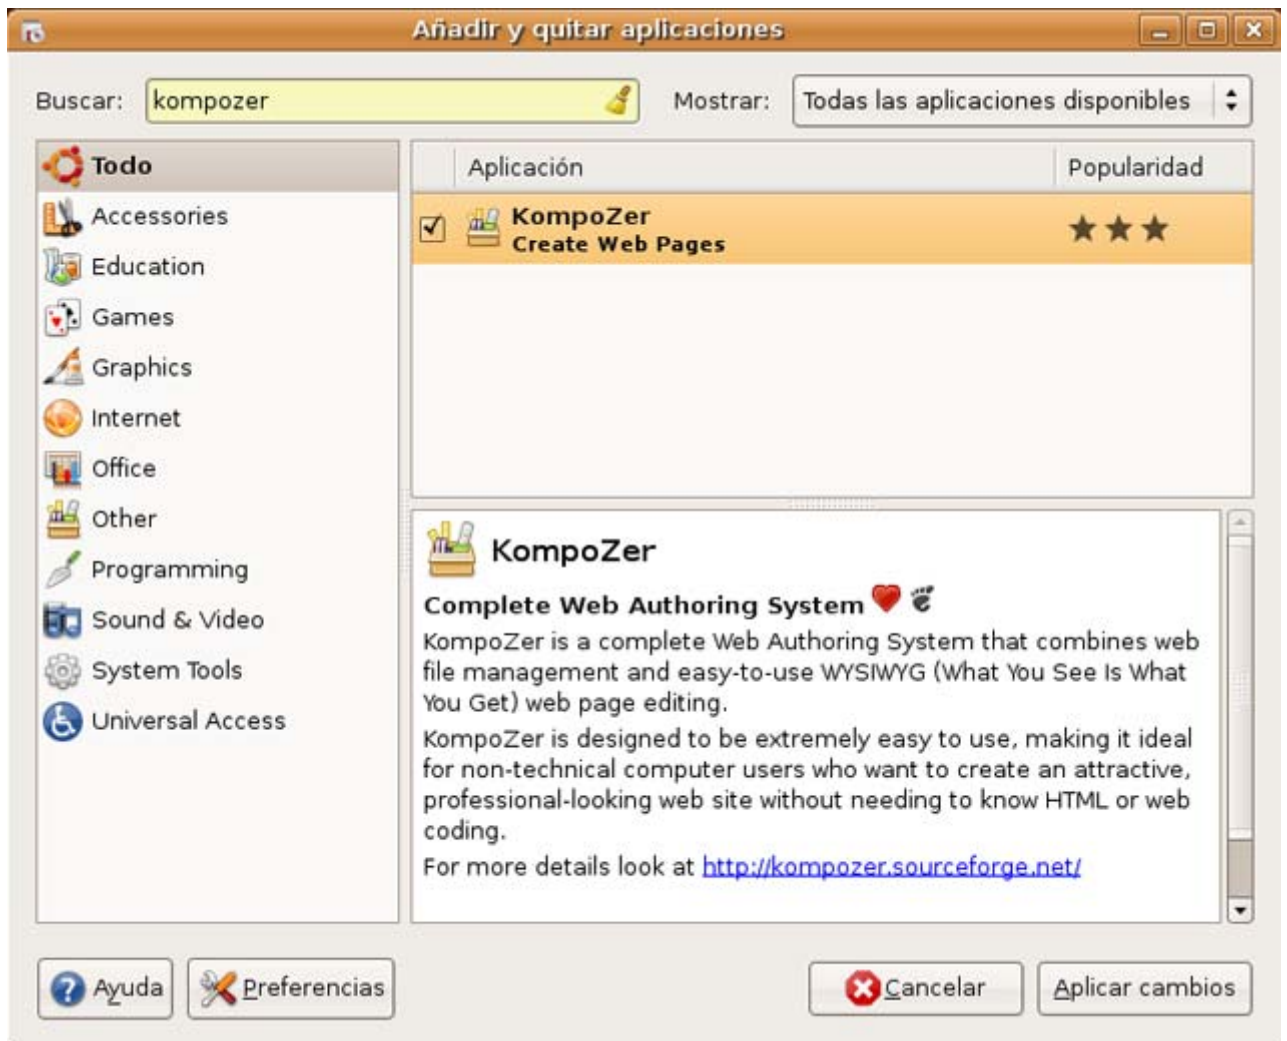 Añadir y quitar aplicaciones
Buscar: kompozer Mostrar: Todas las aplicaciones disponibles
Todo
Accessories
Education
Games
Graphics
Internet
Office
Other
Programming
Sound & Video
System Tools
Universal Access
Aplicación Popularidad
KompoZer
Create Web Pages
KompoZer
Complete Web Authoring System
KompoZer is a complete Web Authoring System that combines web
file management and easy-to-use WYSIWYG (What You See Is What
You Get) web page editing.
KompoZer is designed to be extremely easy to use, making it ideal
for non-technical computer users who want to create an attractive,
professional-looking web site without needing to know HTML or web
coding.
For more details look at http://kompozer.sourceforge.net/
Ayuda Preferencias Cancelar Aplicar cambios